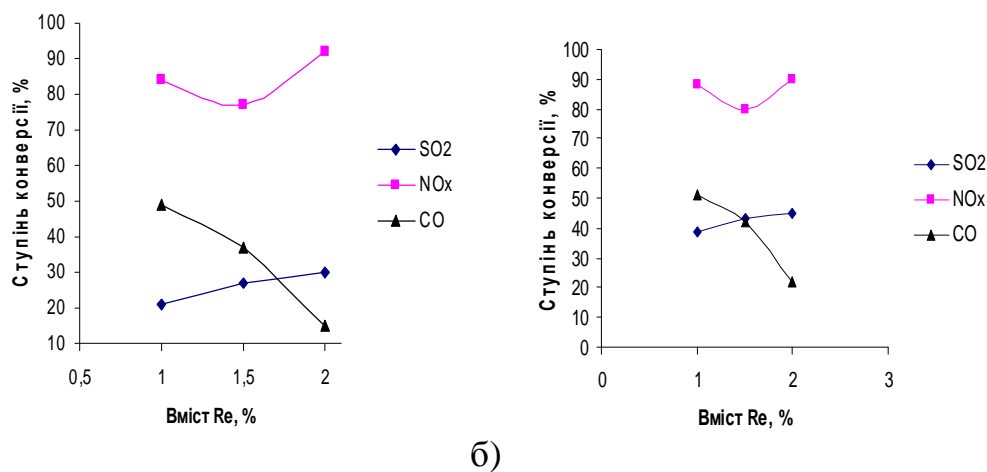 100
90
80
70
60
50
40
30
20
10
0,5 1 1,5 2
Ступінь конверсії, %
Вміст Re, %
SO2
NOx
CO
100
90
80
70
60
50
40
30
20
10
0
0 1 2 3
Ступінь конверсії, %
Вміст Re, %
SO2
NOx
CO
б)